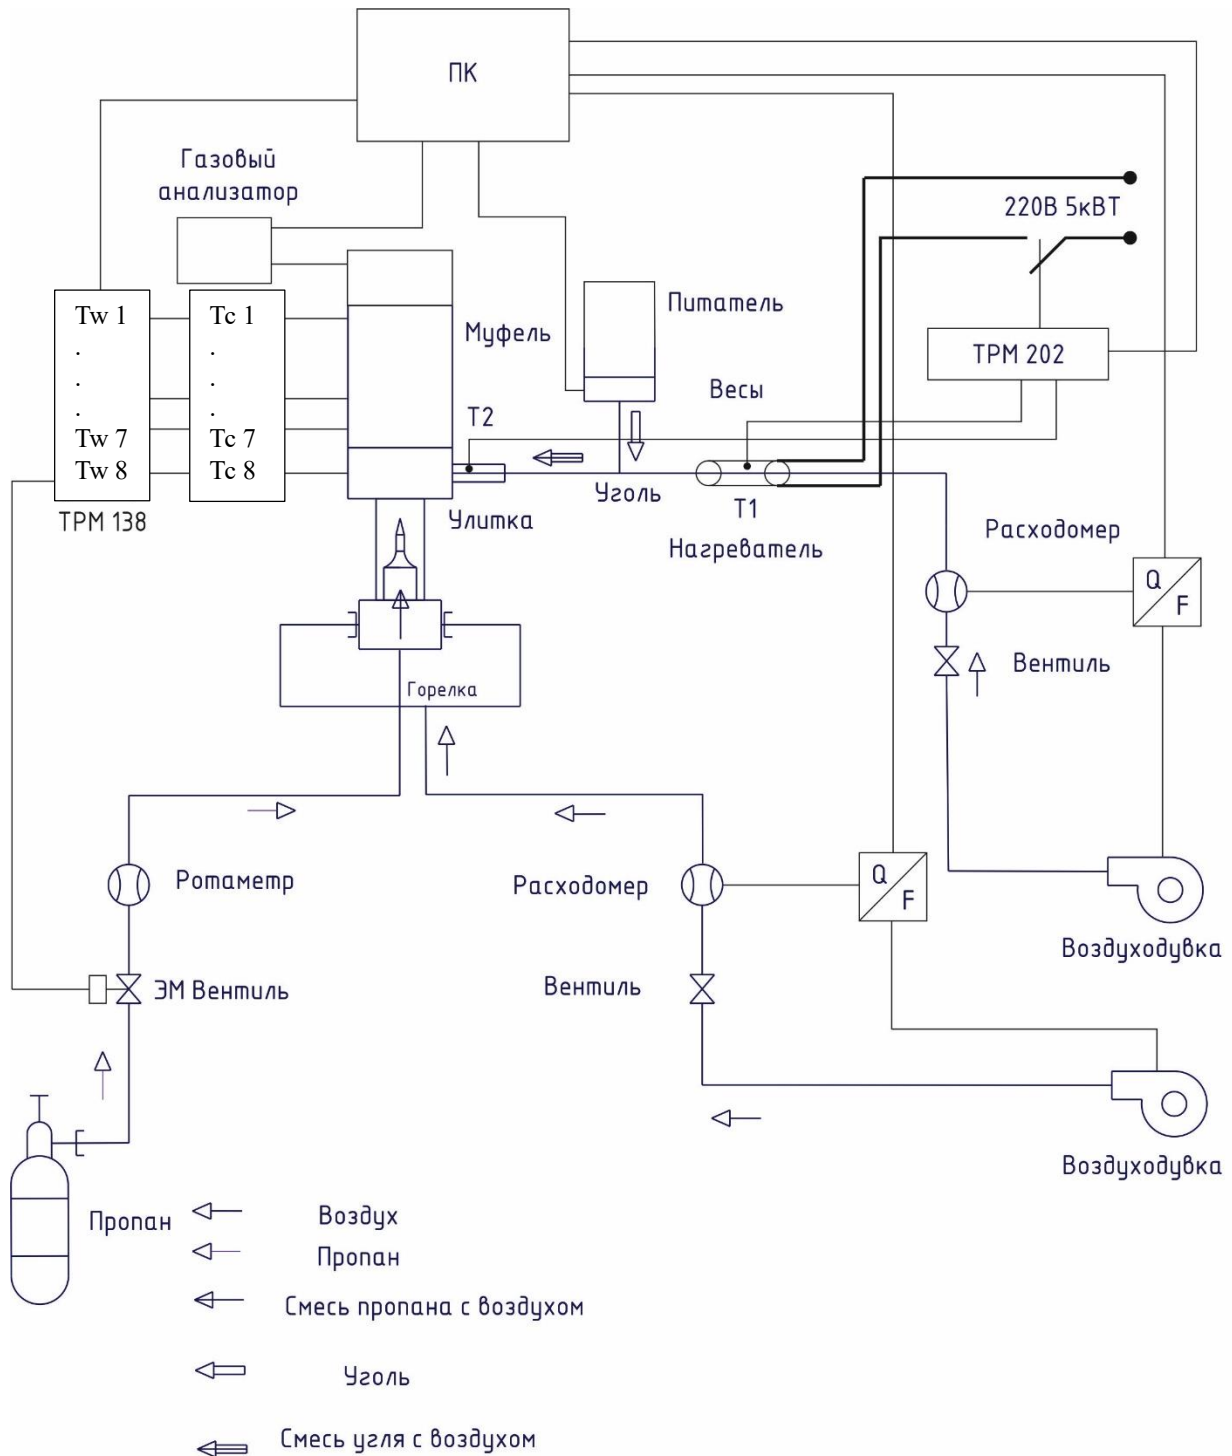 ПК
Газовый
анализатор
220В 5кВТ
Tw 1
.
.
.
Tw 7
Tw 8
Tc 1
.
.
.
Tc 7
Tc 8
Муфель
Питатель
ТРМ 202
Весы
Т2
ТРМ 138
Улитка
Уголь
Т1
Нагреватель
Расходомер
Q
F
Вентиль
Горелка
Ротаметр
Расходомер
Q
F
Воздуходувка
ЭМ Вентиль
Вентиль
Воздуходувка
Пропан
Воздух
Пропан
Смесь пропана с воздухом
Уголь
Смесь угля с воздухом